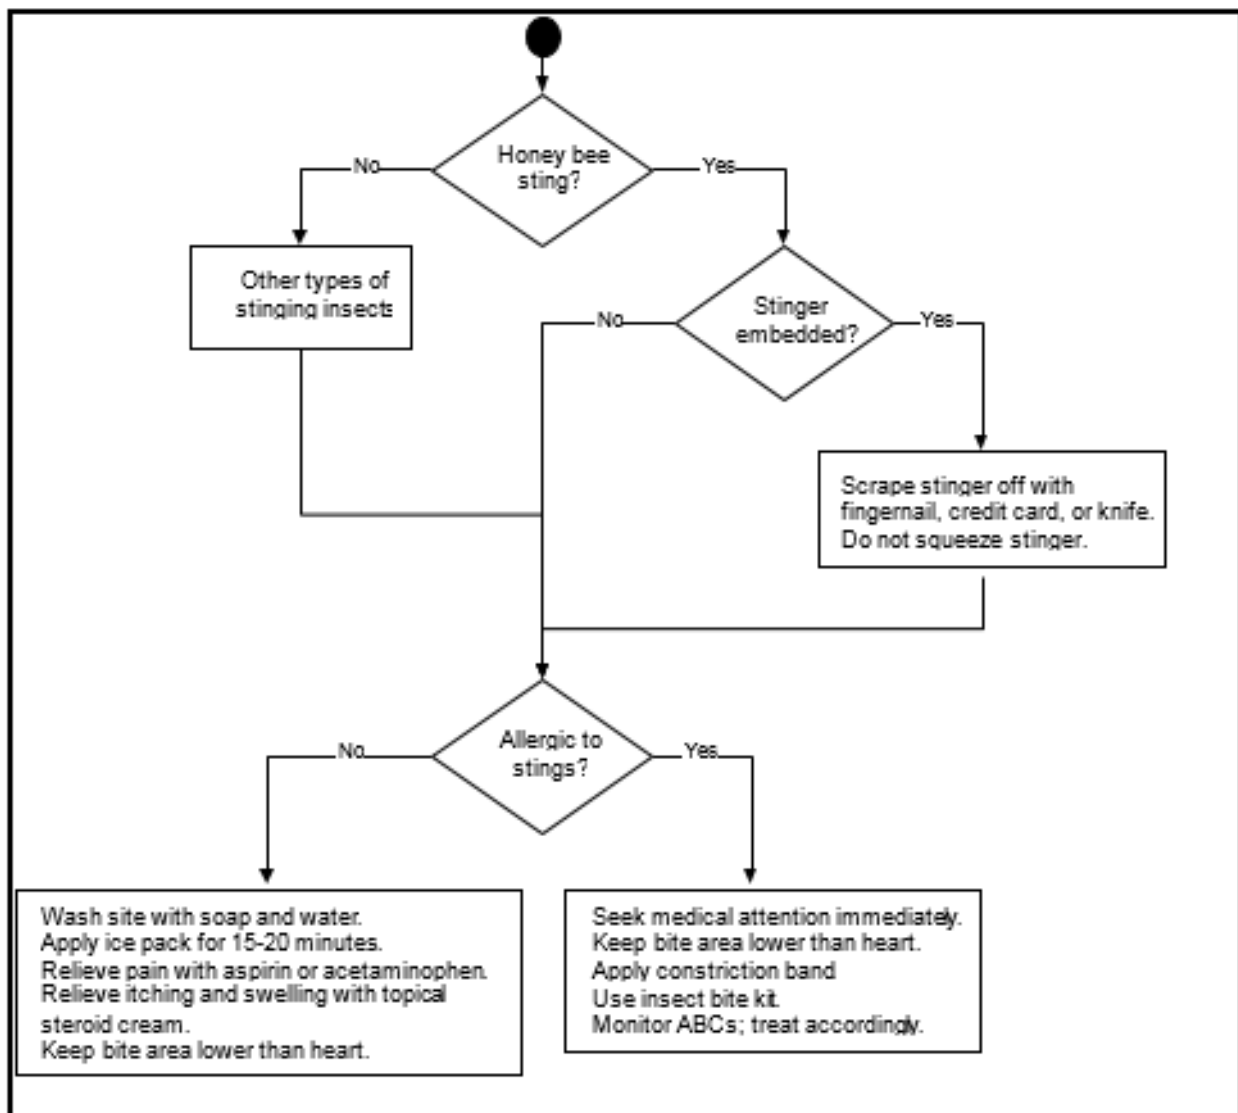 Honey bee
sting?
No
Yes
Other types of
stinging insects
Stinger
embedded?
No
Yes
Scrape stinger off with
fingernail, credit card, or knife.
Do not squeeze stinger.
Allergic to
stings?
No
Yes
Wash site with soap and water.
Apply ice pack for 15-20 minutes.
Relieve pain with aspirin or acetaminophen.
Relieve itching and swelling with topical
steroid cream.
Keep bite area lower than heart.
Seek medical attention immediately.
Keep bite area lower than heart.
Apply constriction band
Use insect bite kit.
Monitor ABCs; treat accordingly.